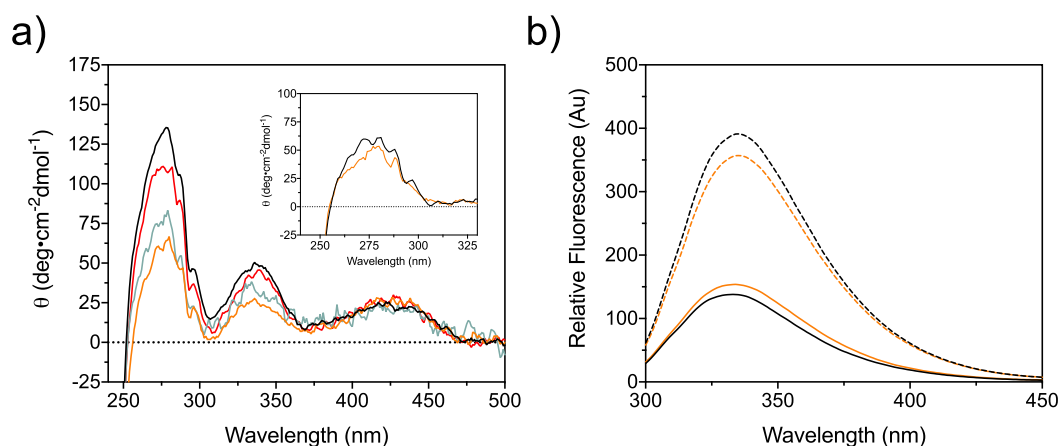 a)
175
150
125
100
75
50
25
0
-25
θ (deg•cm⁻²dmol⁻¹)
250 300 350 400 450 500
Wavelength (nm)
100
75
50
25
0
-25
θ (deg•cm⁻²dmol⁻¹)
250 275 300 325
Wavelength (nm)
b)
500
400
300
200
100
0
Relative Fluorescence (Au)
300 350 400 450
Wavelength (nm)